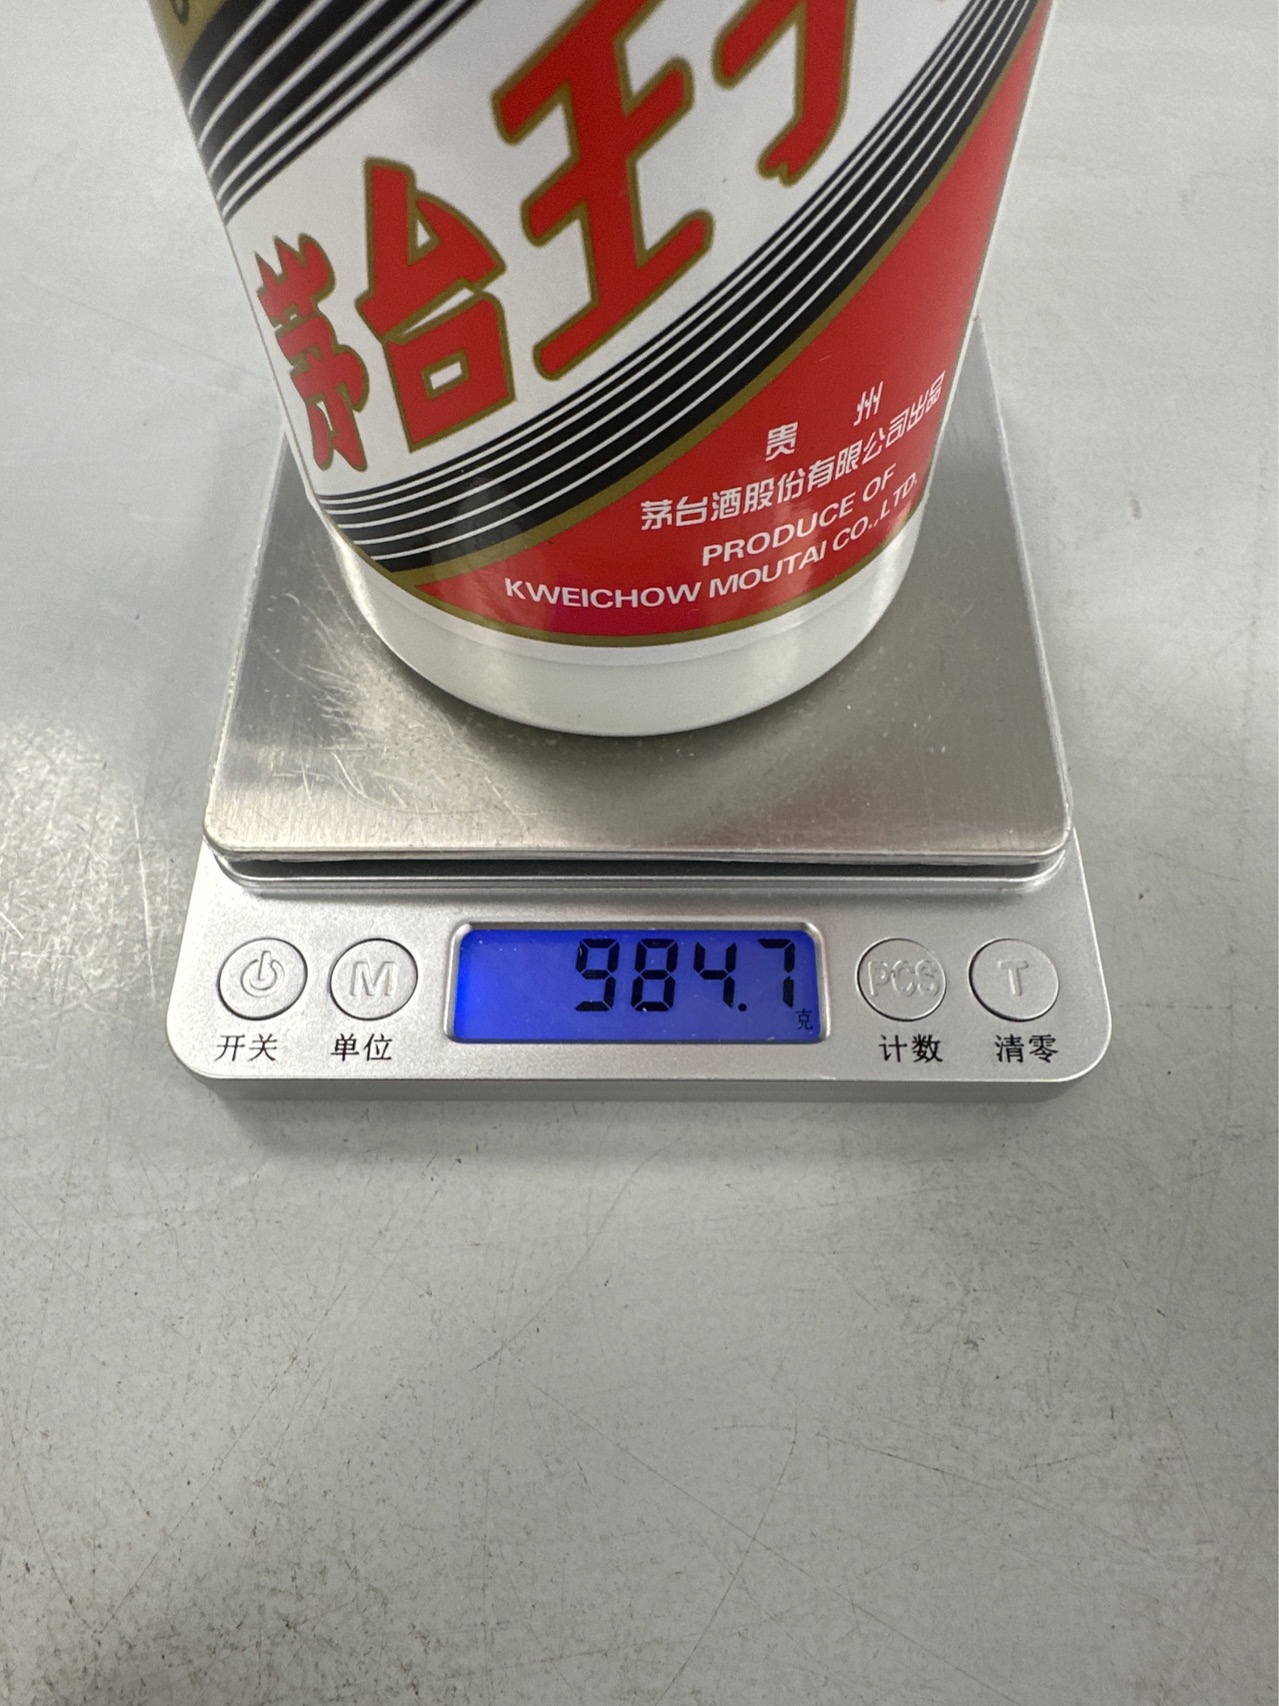 茅台王子
贵州
茅台酒股份有限公司出品
PRODUCE OF
KWEICHOW MOUTAI CO.,LTD.
M 984.7 克 PCS T
开关 单位 计数 清零